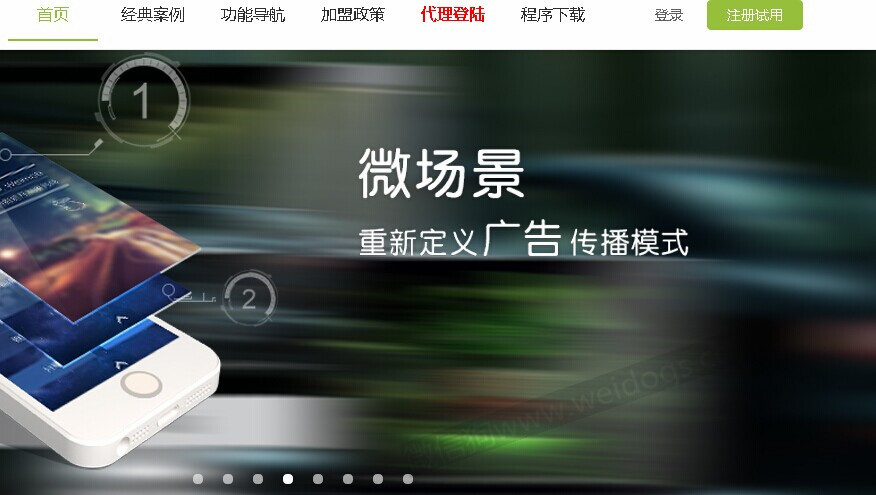 首页 经典案例 功能导航 加盟政策 代理登陆 程序下载 登录 注册试用
1
微场景
重新定义广告传播模式
2
www.weidogs.